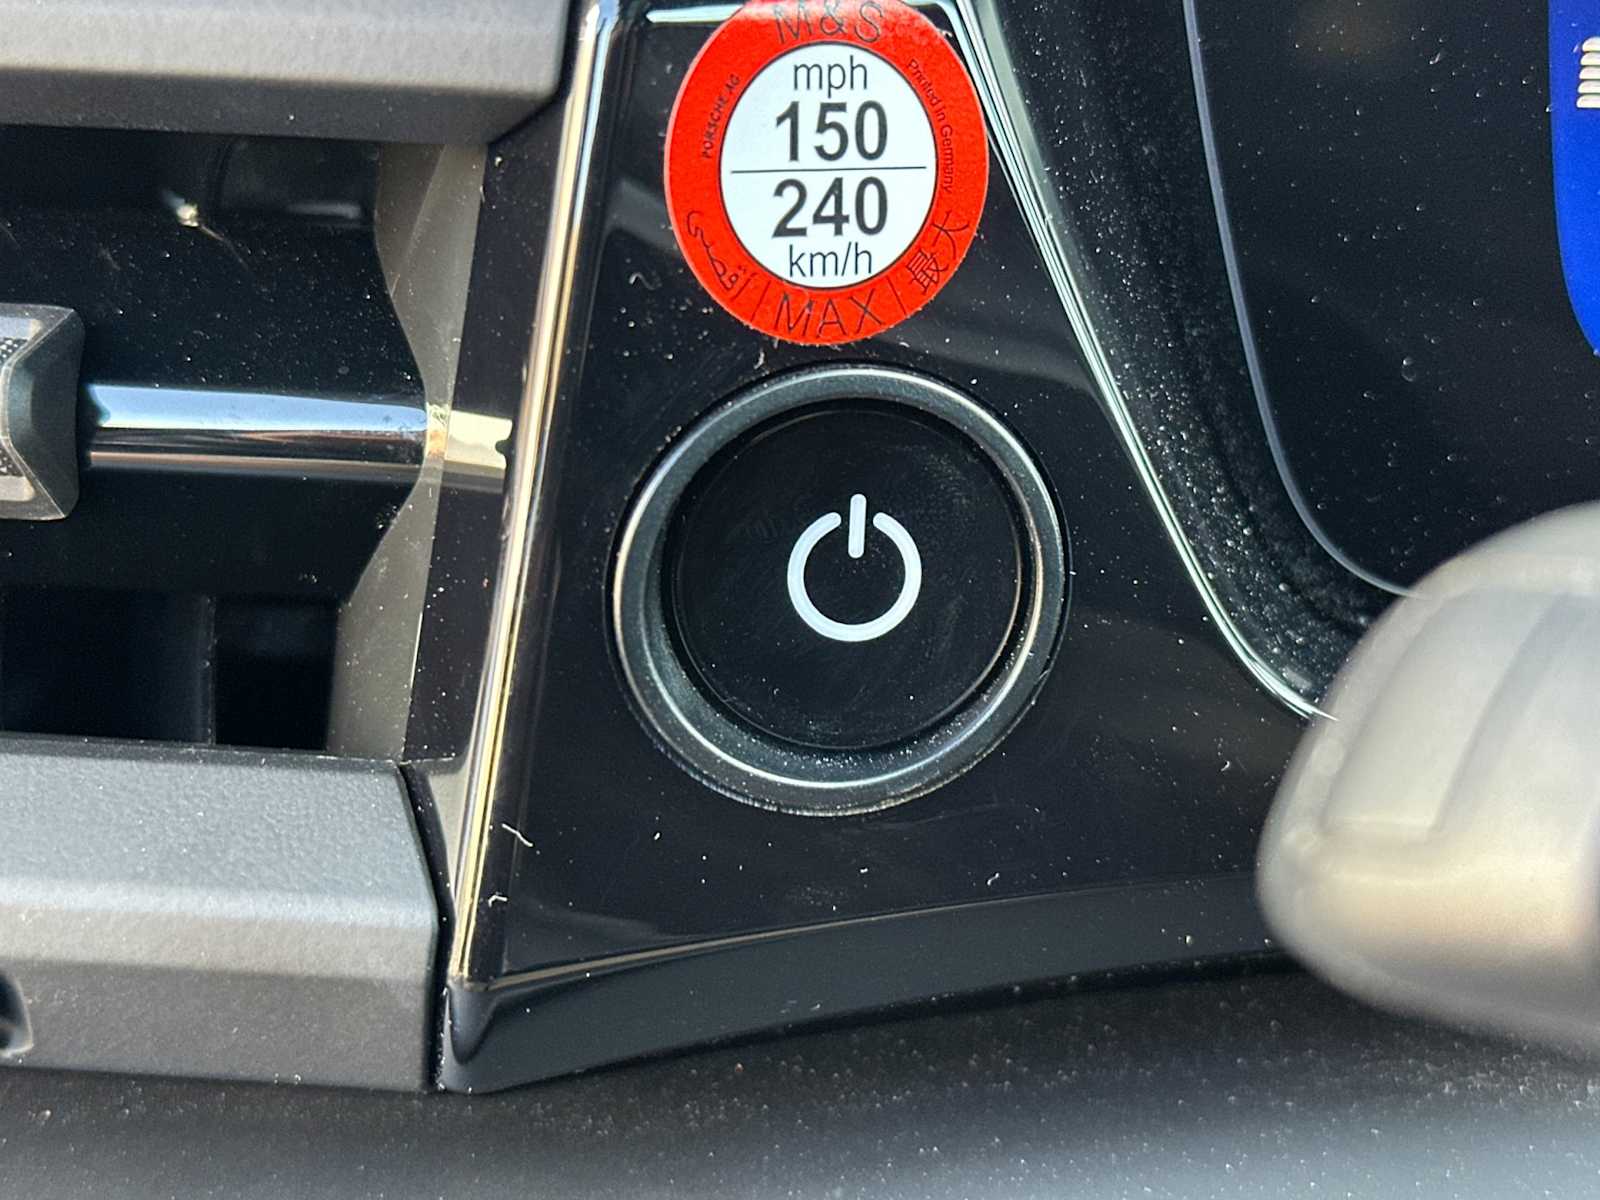 M&S
PORSCHE AG
Printed in Germany
mph
150
240
km/h
أقصى | MAX | 最大